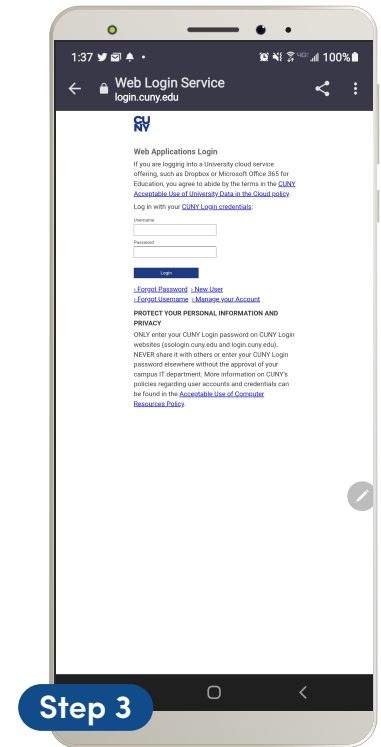 1:37
100%
Web Login Service
login.cuny.edu
CU
NY
Web Applications Login
If you are logging into a University cloud service
offering, such as Dropbox or Microsoft Office 365 for
Education, you agree to abide by the terms in the CUNY
Acceptable Use of University Data in the Cloud policy.
Log in with your CUNY Login credentials:
Username
Password
Login
› Forgot Password › New User
› Forgot Username › Manage your Account
PROTECT YOUR PERSONAL INFORMATION AND
PRIVACY
ONLY enter your CUNY Login password on CUNY Login
websites (ssologin.cuny.edu and login.cuny.edu).
NEVER share it with others or enter your CUNY Login
password elsewhere without the approval of your
campus IT department. More information on CUNY's
policies regarding user accounts and credentials can
be found in the Acceptable Use of Computer
Resources Policy.
Step 3